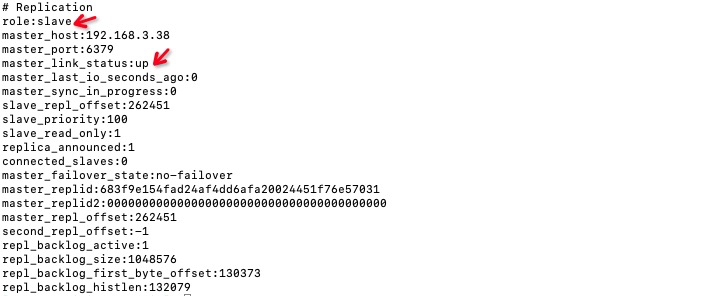 # Replication
role:slave
master_host:192.168.3.38
master_port:6379
master_link_status:up
master_last_io_seconds_ago:0
master_sync_in_progress:0
slave_repl_offset:262451
slave_priority:100
slave_read_only:1
replica_announced:1
connected_slaves:0
master_failover_state:no-failover
master_replid:683f9e154fad24af4dd6afa20024451f76e57031
master_replid2:0000000000000000000000000000000000000000
master_repl_offset:262451
second_repl_offset:-1
repl_backlog_active:1
repl_backlog_size:1048576
repl_backlog_first_byte_offset:130373
repl_backlog_histlen:132079